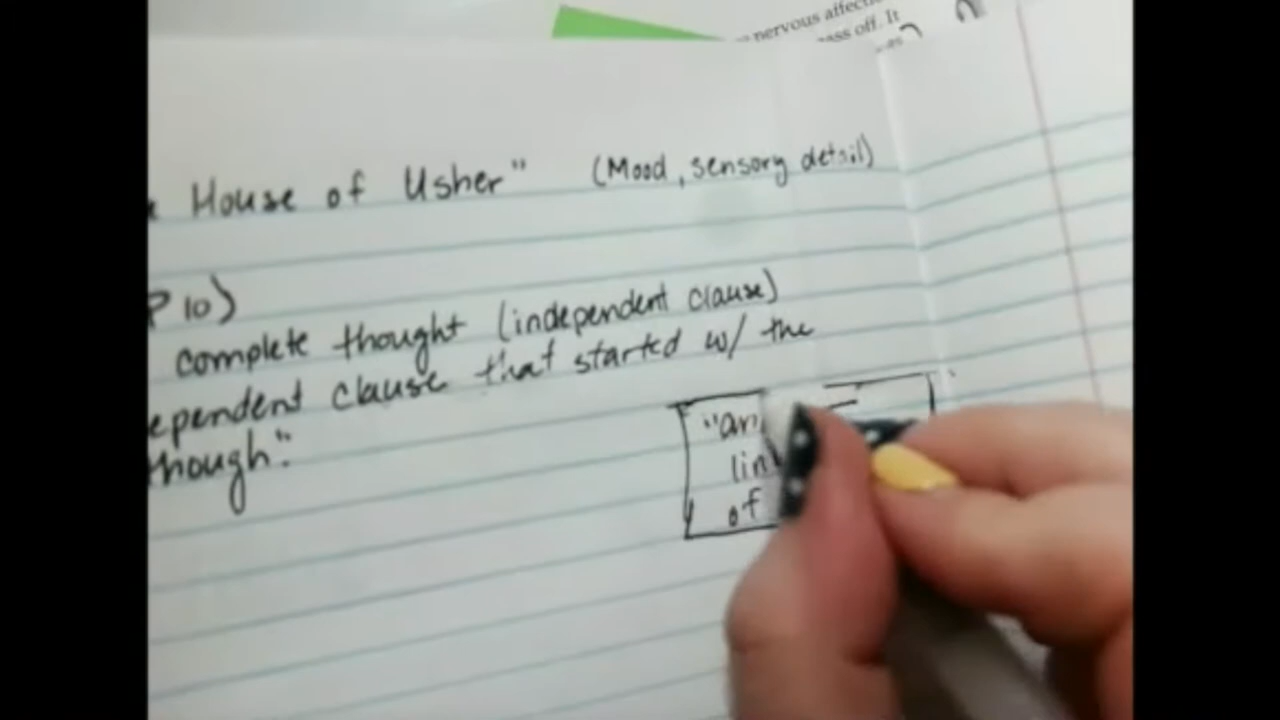 nervous affec
ass off. It
House of Usher" (Mood, sensory detail)
P 10)
complete thought (independent clause)
ependent clause that started w/ the
though."
"an
lin
of